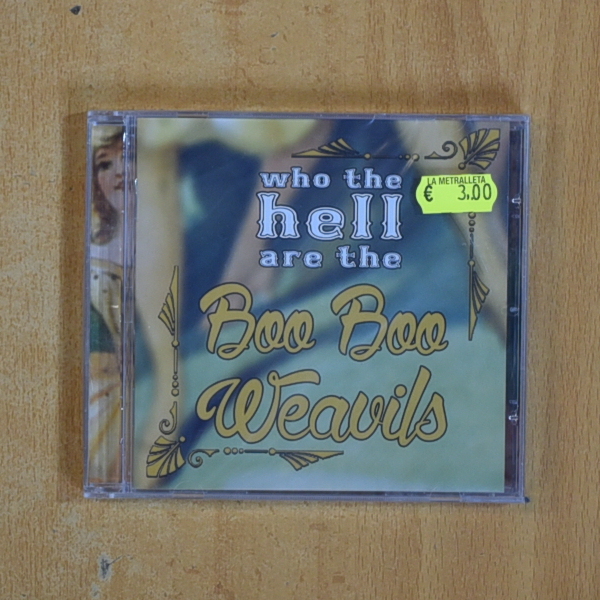 who the
hell
are the
LA METRALLETA
€ 3.00
Boo Boo
Weavils